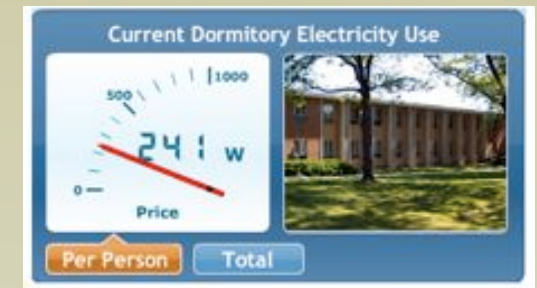 Current Dormitory Electricity Use
1000
500
241 w
0
Price
Per Person
Total